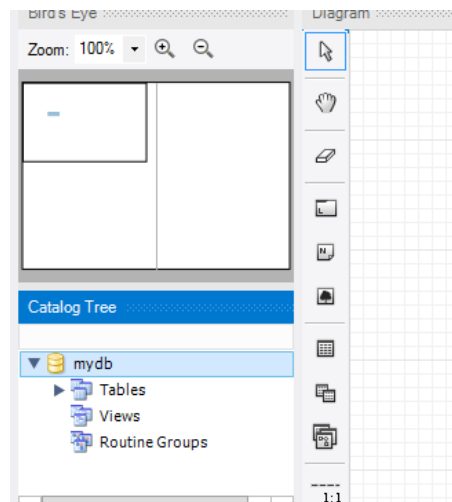 Bird's Eye
Diagram
Zoom: 100%
Catalog Tree
mydb
Tables
Views
Routine Groups
N
1:1